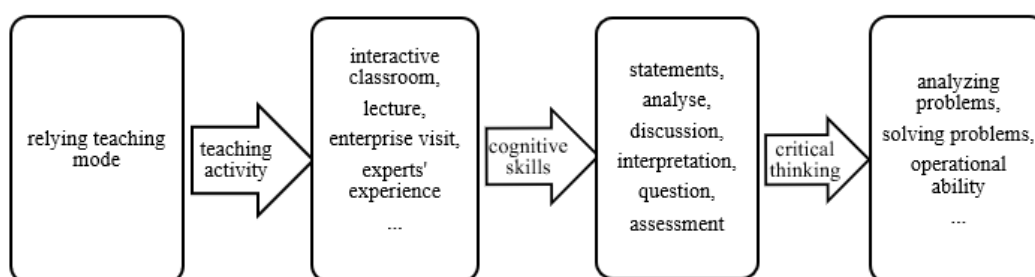 relying teaching
mode
teaching
activity
interactive
classroom,
lecture,
enterprise visit,
experts'
experience
...
cognitive
skills
statements,
analyse,
discussion,
interpretation,
question,
assessment
critical
thinking
analyzing
problems,
solving problems,
operational
ability
...